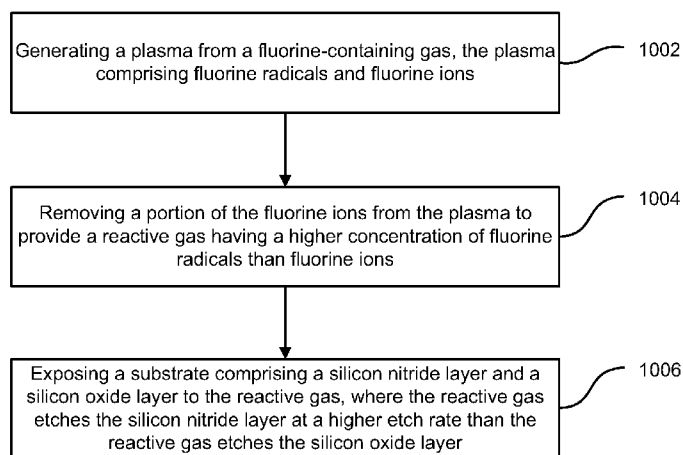 Generating a plasma from a fluorine-containing gas, the plasma
comprising fluorine radicals and fluorine ions
1002
Removing a portion of the fluorine ions from the plasma to
provide a reactive gas having a higher concentration of fluorine
radicals than fluorine ions
1004
Exposing a substrate comprising a silicon nitride layer and a
silicon oxide layer to the reactive gas, where the reactive gas
etches the silicon nitride layer at a higher etch rate than the
reactive gas etches the silicon oxide layer
1006